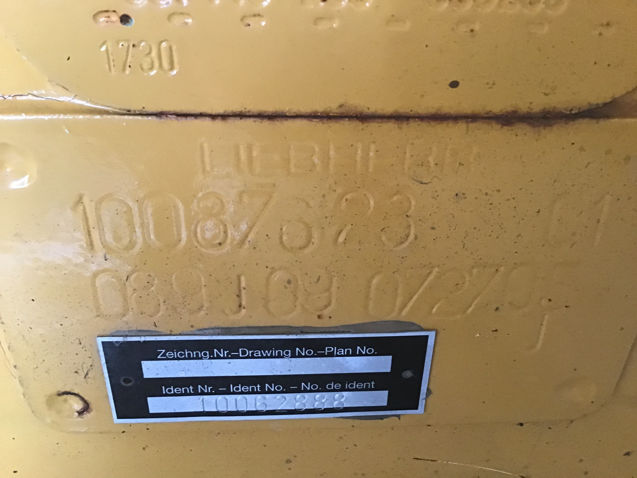 1730
LIEBHERR
10087623 01
089J09 072795
Zeichng.Nr.–Drawing No.–Plan No.
Ident Nr. – Ident No. – No. de ident
10062888